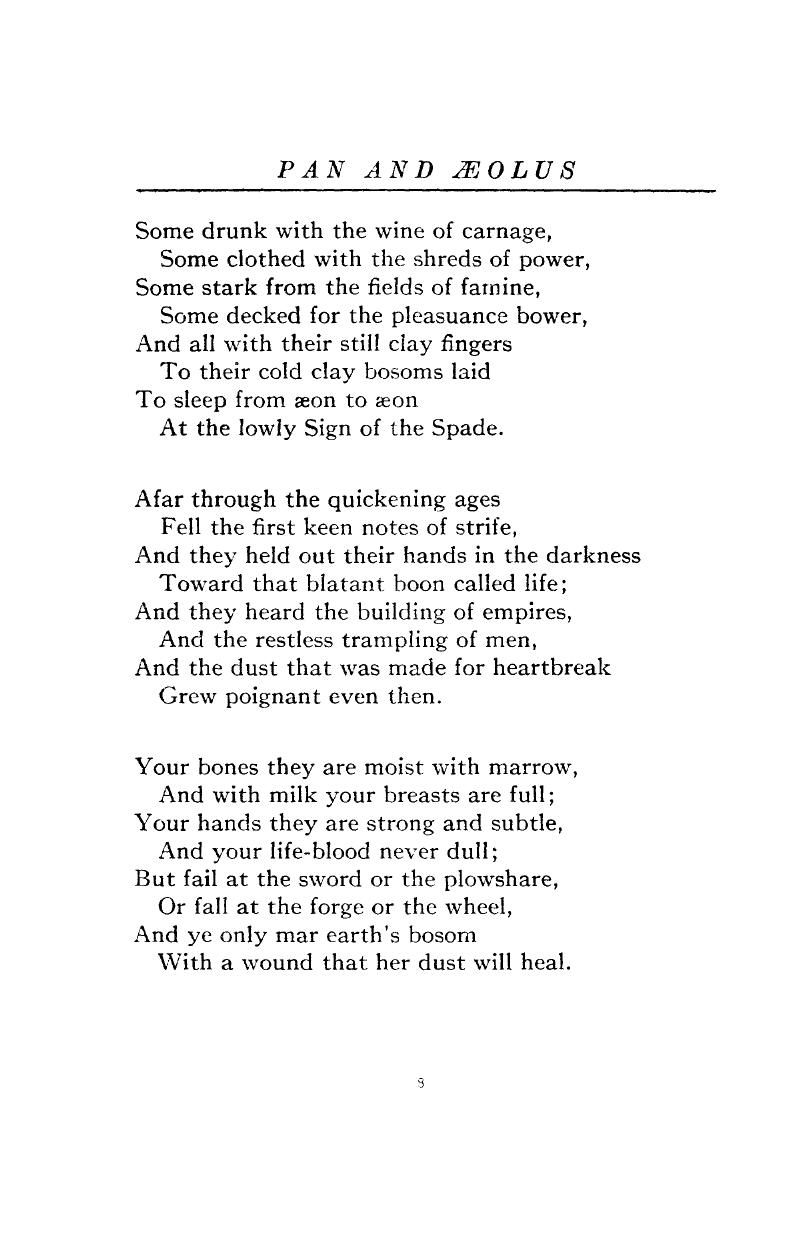 PAN AND ÆOLUS
Some drunk with the wine of carnage,
Some clothed with the shreds of power,
Some stark from the fields of famine,
Some decked for the pleasuance bower,
And all with their still clay fingers
To their cold clay bosoms laid
To sleep from æon to æon
At the lowly Sign of the Spade.
Afar through the quickening ages
Fell the first keen notes of strife,
And they held out their hands in the darkness
Toward that blatant boon called life;
And they heard the building of empires,
And the restless trampling of men,
And the dust that was made for heartbreak
Grew poignant even then.
Your bones they are moist with marrow,
And with milk your breasts are full;
Your hands they are strong and subtle,
And your life-blood never dull;
But fail at the sword or the plowshare,
Or fall at the forge or the wheel,
And ye only mar earth's bosom
With a wound that her dust will heal.
8